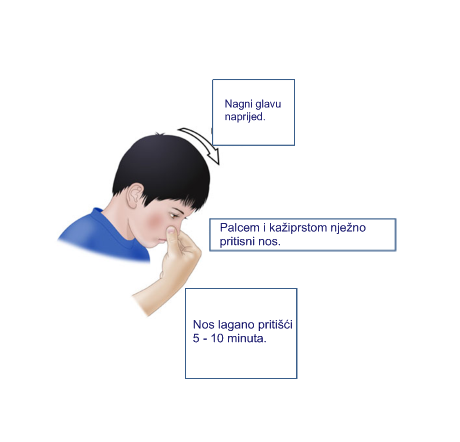 Nagni glavu
naprijed.
Palcem i kažiprstom nježno
pritisni nos.
Nos lagano pritišći
5 - 10 minuta.